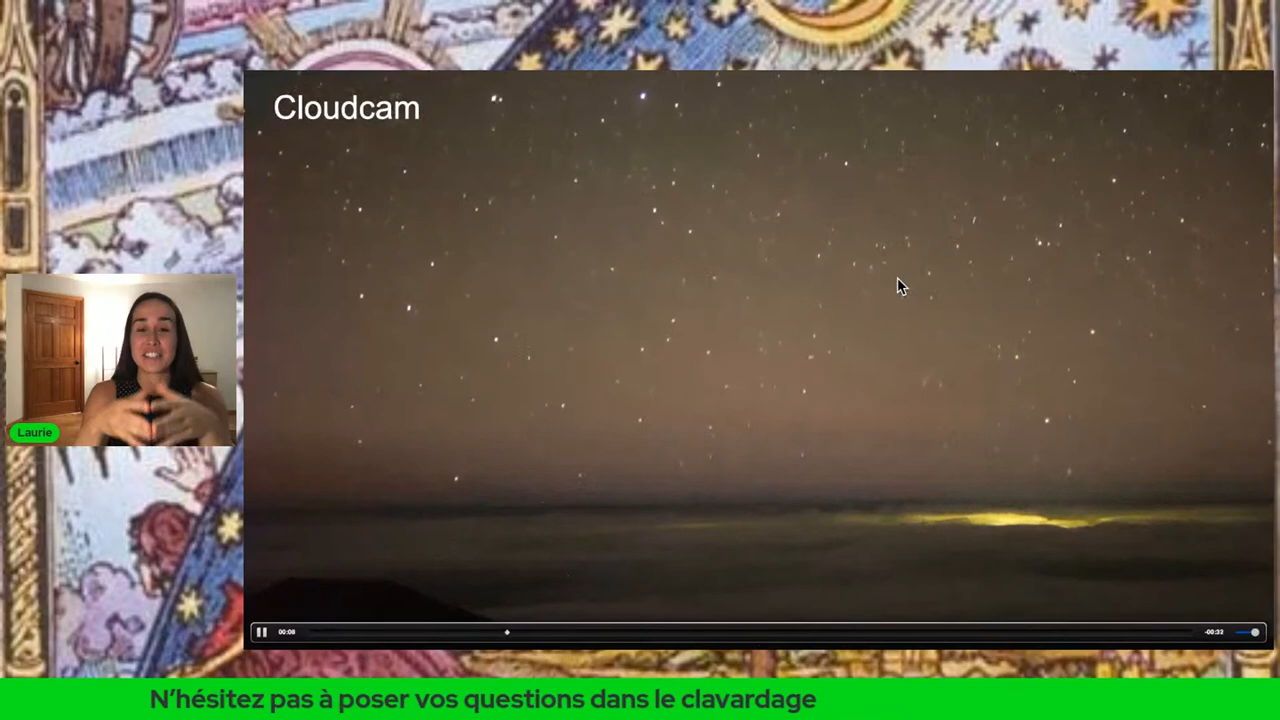 Cloudcam
Laurie
00:08
-00:32
N'hésitez pas à poser vos questions dans le clavardage